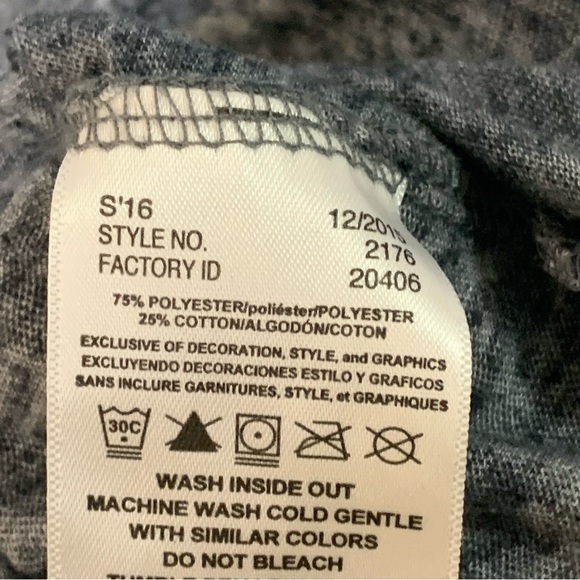 S'16 12/2015
STYLE NO. 2176
FACTORY ID 20406
75% POLYESTER/poliéster/POLYESTER
25% COTTON/ALGODÓN/COTON
EXCLUSIVE OF DECORATION, STYLE, and GRAPHICS
EXCLUYENDO DECORACIONES ESTILO Y GRAFICOS
SANS INCLURE GARNITURES, STYLE, et GRAPHIQUES
30C
WASH INSIDE OUT
MACHINE WASH COLD GENTLE
WITH SIMILAR COLORS
DO NOT BLEACH